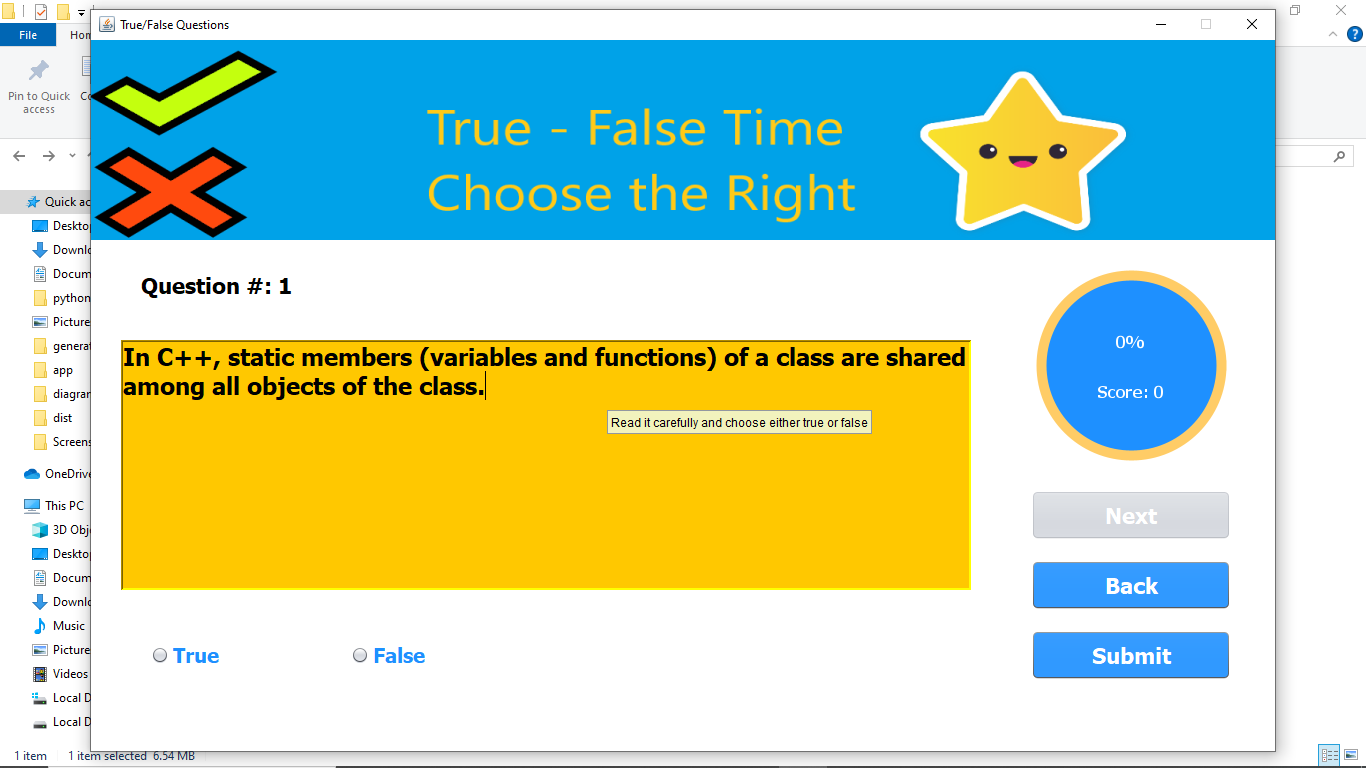 True/False Questions
File
Hom
Pin to Quick
access
Co
True - False Time
Choose the Right
Quick ac
Deskto
Downlo
Docum
python
Picture
generat
app
diagran
dist
Screens
OneDrive
This PC
3D Obj
Deskto
Docum
Downlo
Music
Picture
Videos
Local D
Local D
Question #: 1
In C++, static members (variables and functions) of a class are shared
among all objects of the class.
Read it carefully and choose either true or false
True
False
0%
Score: 0
Next
Back
Submit
1 item
1 item selected 6.54 MB